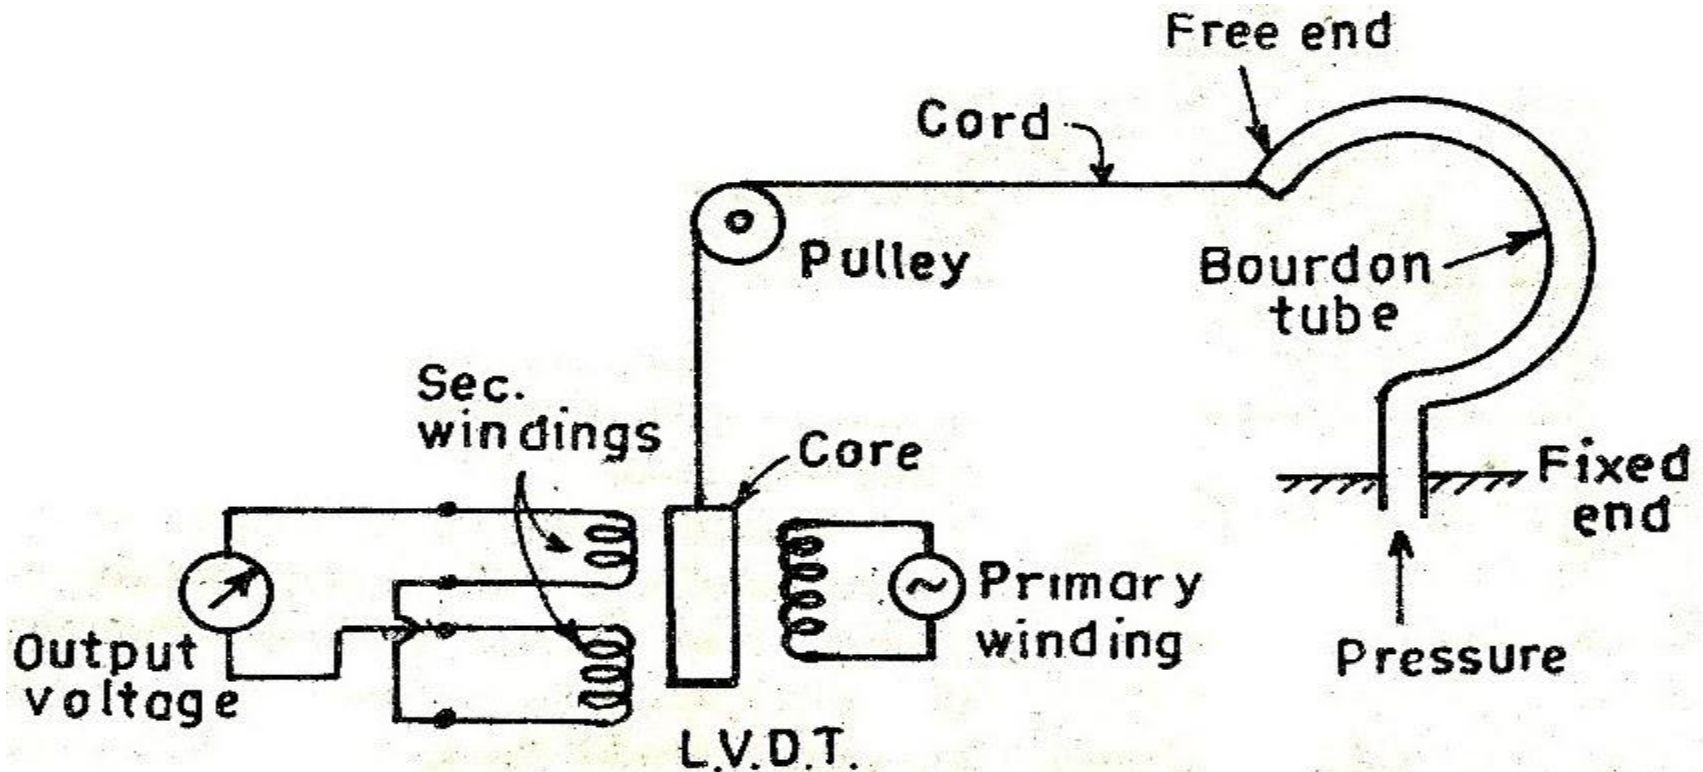 Free end
Cord
Pulley
Bourdon
tube
Sec.
windings
Core
Fixed
end
Primary
winding
Output
voltage
Pressure
L.V.D.T.